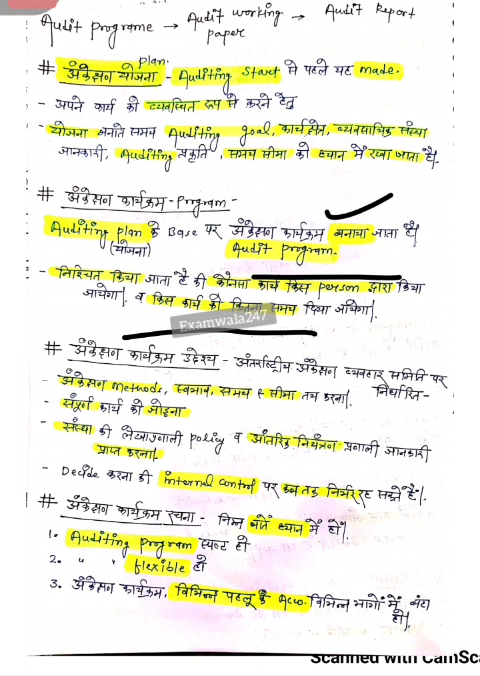 Audit programe → Audit working paper → Audit Report
# अंकेक्षण योजना plan. - Auditing start से पहले यह made.
- अपने कार्य को व्यवस्थित रूप से करने हेतु
- योजना बनाते समय Auditing goal, कार्यक्षेत्र, व्यवसायिक संस्था
जानकारी, Auditing प्रकृति, समय सीमा को ध्यान में रखा जाता है।
# अंकेक्षण कार्यक्रम - Program -
Auditing plan के Base पर अंकेक्षण कार्यक्रम बनाया जाता है।
(योजना) Audit program.
- निश्चित किया जाता है की कौनसा कार्य किस person द्वारा किया
जायेगा। व किस कार्य को कितना समय दिया जायेगा।
Examwala247
# अंकेक्षण कार्यक्रम उद्देश्य - अंतराष्ट्रीय अंकेक्षण व्यवहार समिति पर
निर्धारित-
- अंकेक्षण methods, स्वभाव, समय व सीमा तय करना।
- संपूर्ण कार्य को जोड़ना
- संस्था की लेखाप्रणाली policy व आंतरिक नियंत्रण प्रणाली जानकारी
प्राप्त करना।
- Decide करना की internal control पर कब तक निर्भर रह सकते है।
# अंकेक्षण कार्यक्रम रचना - निम्न बातें ध्यान में हो।
1. Auditing program स्पष्ट हो
2. " " flexible हो
3. अंकेक्षण कार्यक्रम, विभिन्न पहलू के Acco. विभिन्न भागों में बंटा
हो।
Scanned with CamSc